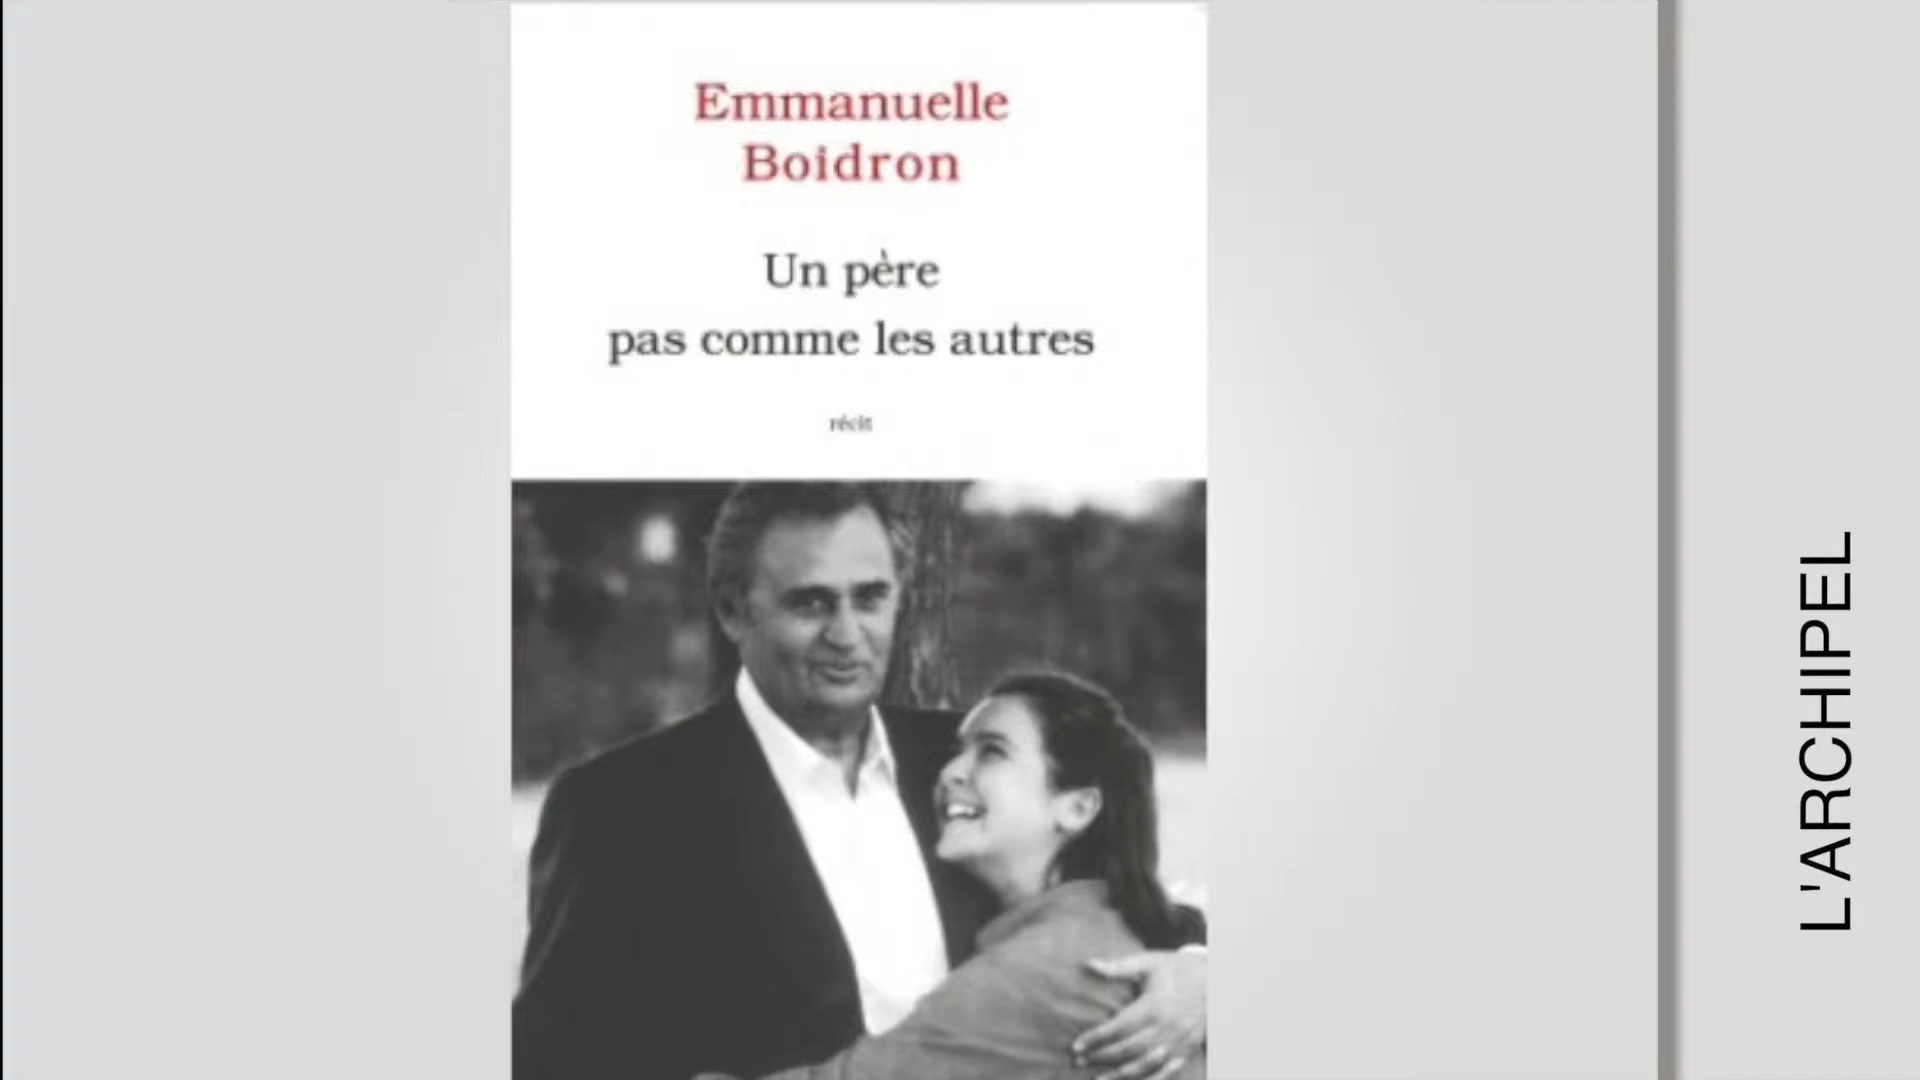 Emmanuelle
Boidron
Un père
pas comme les autres
récit
L'ARCHIPEL